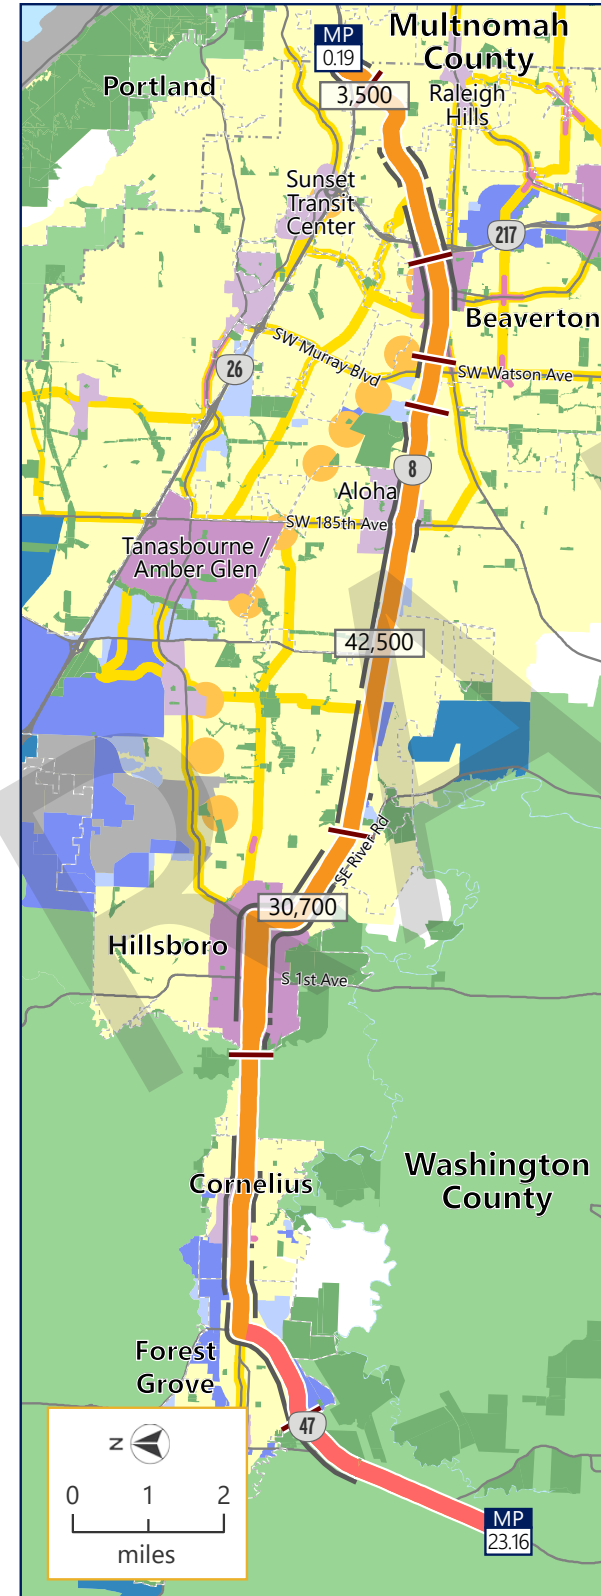 MP
0.19
Multnomah
County
Portland
3,500
Raleigh
Hills
Sunset
Transit
Center
217
Beaverton
SW Murray Blvd
26
SW Watson Ave
8
Aloha
SW 185th Ave
Tanasbourne /
Amber Glen
42,500
SE River Rd
30,700
Hillsboro
S 1st Ave
Washington
County
Cornelius
Forest
Grove
47
N
0 1 2
miles
MP
23.16